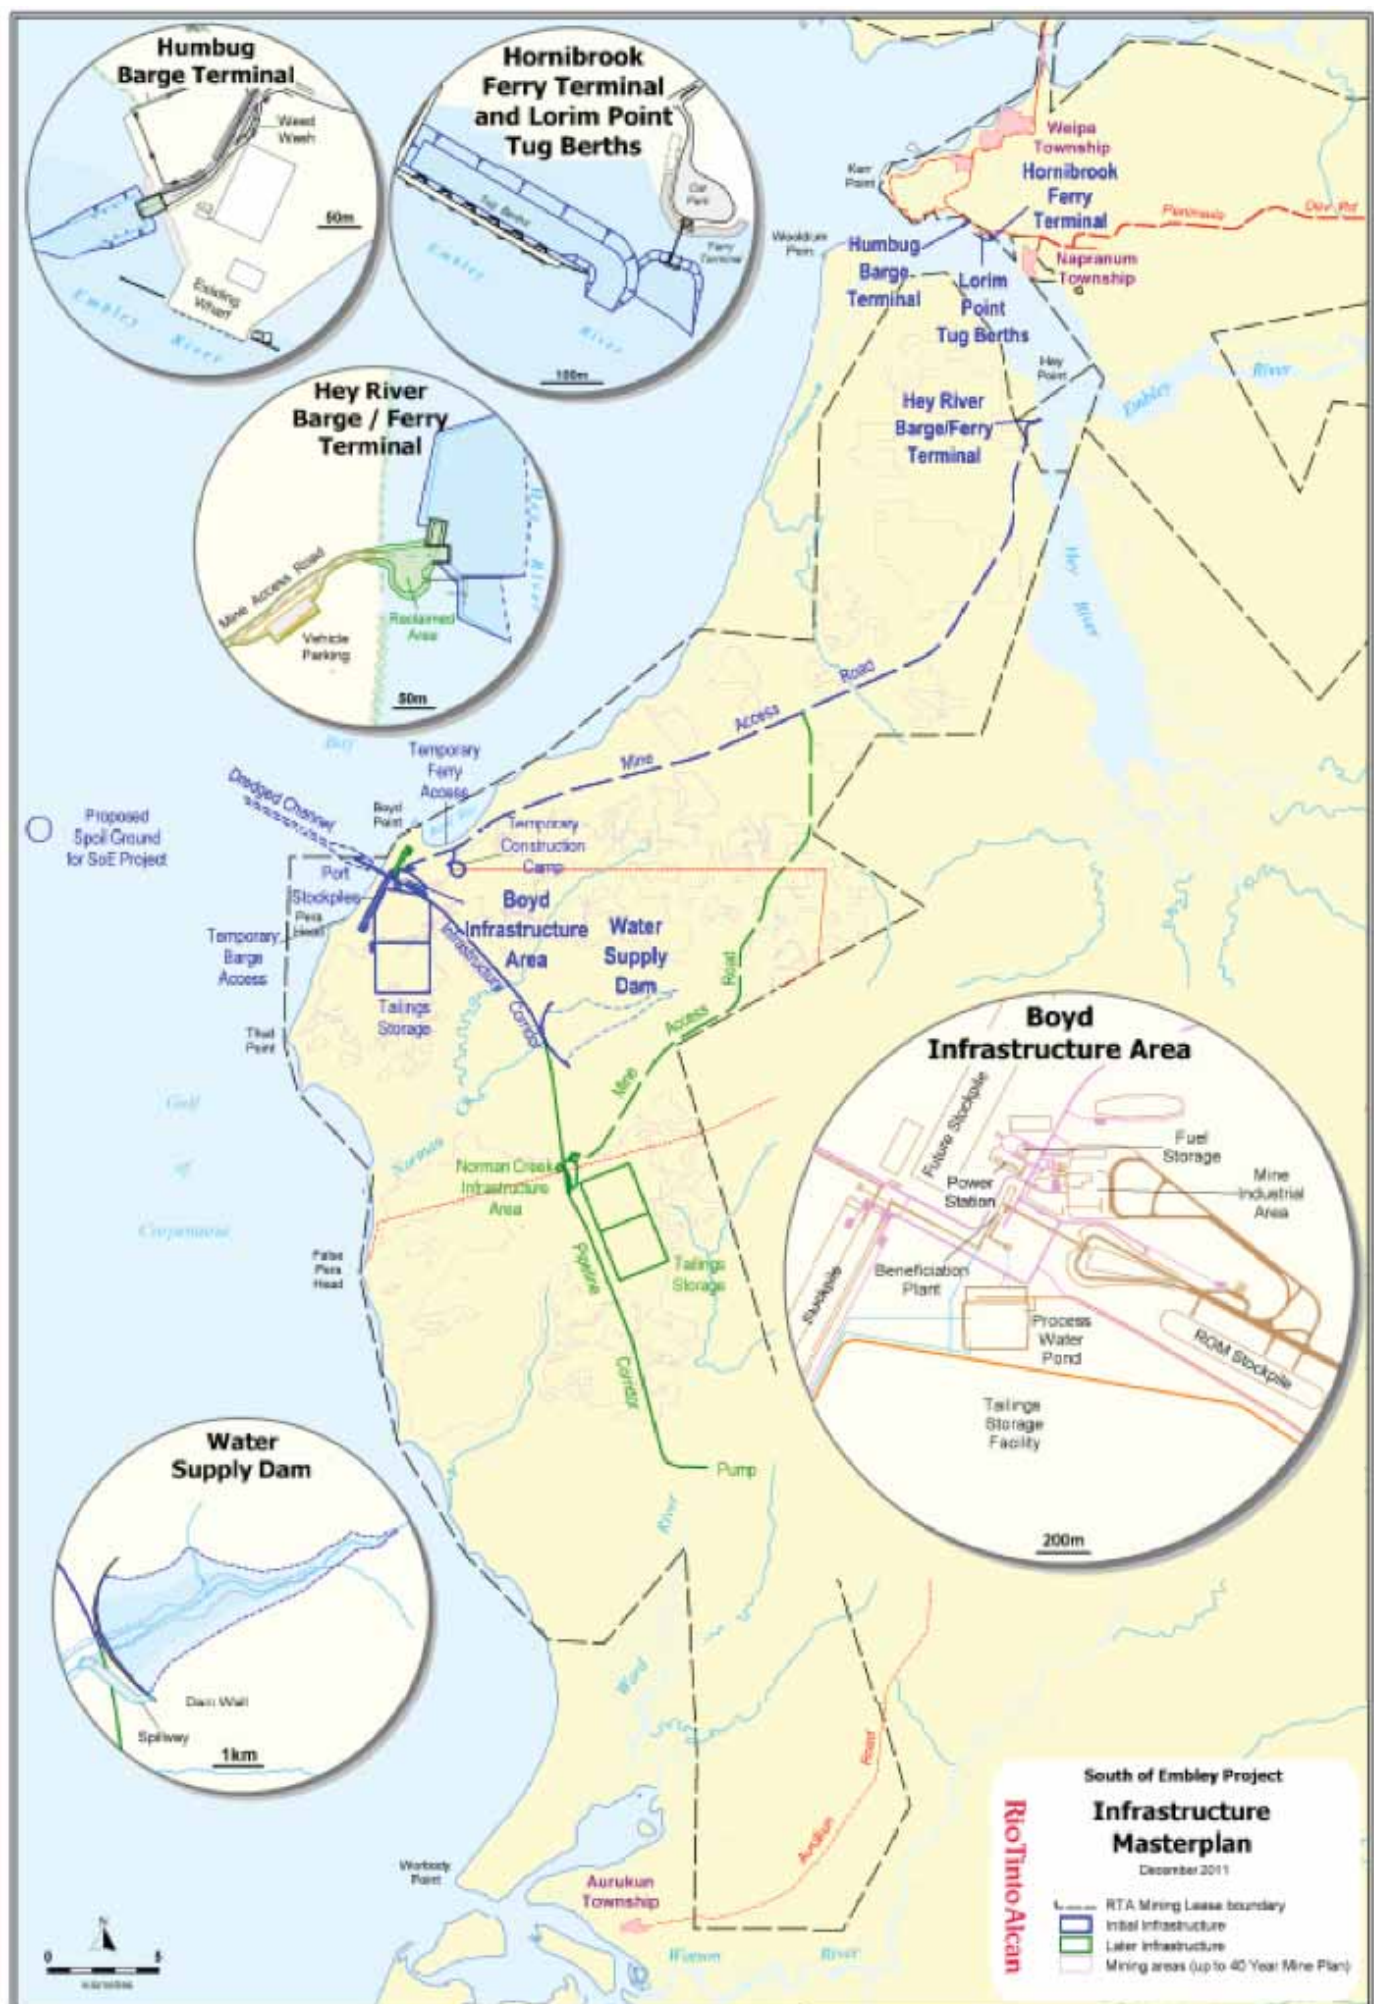 Humbug
Barge Terminal
Weed
Wash
50m
Existing
Wharf
Embley
River
Hornibrook
Ferry Terminal
and Lorim Point
Tug Berths
Car
Park
Tug Berths
Ferry
Terminal
Embley
River
100m
Hey River
Barge / Ferry
Terminal
Hey River
Mine Access Road
Reclaimed
Area
Vehicle
Parking
50m
Weipa
Township
Kerr
Point
Hornibrook
Ferry
Terminal
Peninsula
Dev. Rd
Humbug
Barge
Terminal
Lorim
Point
Tug Berths
Napranum
Township
Hey
Point
Embley
River
Hey River
Barge/Ferry
Terminal
Hey
River
Mine
Access
Road
Bay
Temporary
Ferry
Access
Dredged Channel
Boyd
Point
Proposed
Spoil Ground
for SoE Project
Temporary
Construction
Camp
Port
Stockpiles
Pera
Head
Boyd
Infrastructure
Area
Water
Supply
Dam
Temporary
Barge
Access
Infrastructure
Corridor
Tailings
Storage
Thud
Point
Mine
Access
Road
Gulf
of
Carpentaria
Norman
Norman Creek
Infrastructure
Area
False
Pera
Head
Pipeline
Corridor
Tailings
Storage
Pump
Boyd
Infrastructure Area
Future Stockpile
Fuel
Storage
Power
Station
Mine
Industrial
Area
Beneficiation
Plant
Stockpile
Process
Water
Pond
ROM Stockpile
Tailings
Storage
Facility
200m
Water
Supply Dam
Dam Wall
Spillway
1km
Ward
River
Aurukun
Road
Worbody
Point
Aurukun
Township
Watson
River
N
0 5
kilometres
RioTintoAlcan
South of Embley Project
Infrastructure
Masterplan
December 2011
RTA Mining Lease boundary
Initial Infrastructure
Later Infrastructure
Mining areas (up to 40 Year Mine Plan)